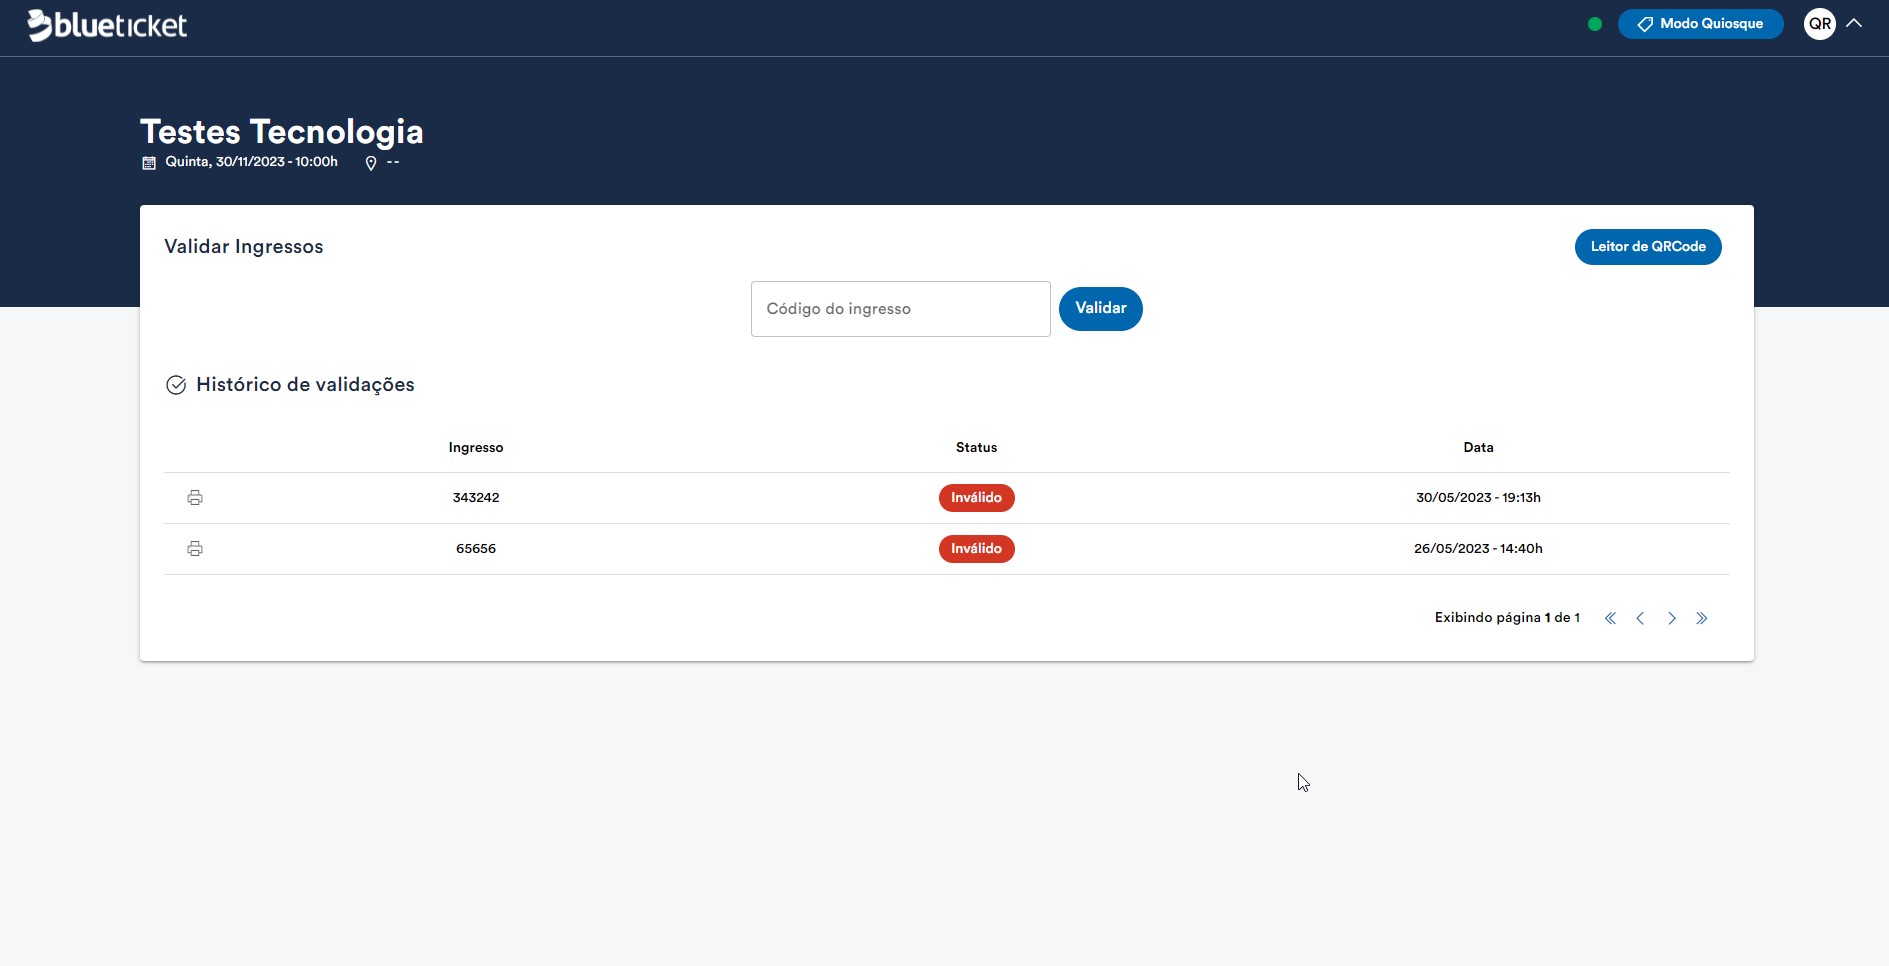 blueticket
Modo Quiosque
QR
Testes Tecnologia
Quinta, 30/11/2023 - 10:00h
--
Validar Ingressos
Leitor de QRCode
Código do ingresso
Validar
Histórico de validações
Ingresso Status Data
343242 Inválido 30/05/2023 - 19:13h
65656 Inválido 26/05/2023 - 14:40h
Exibindo página 1 de 1